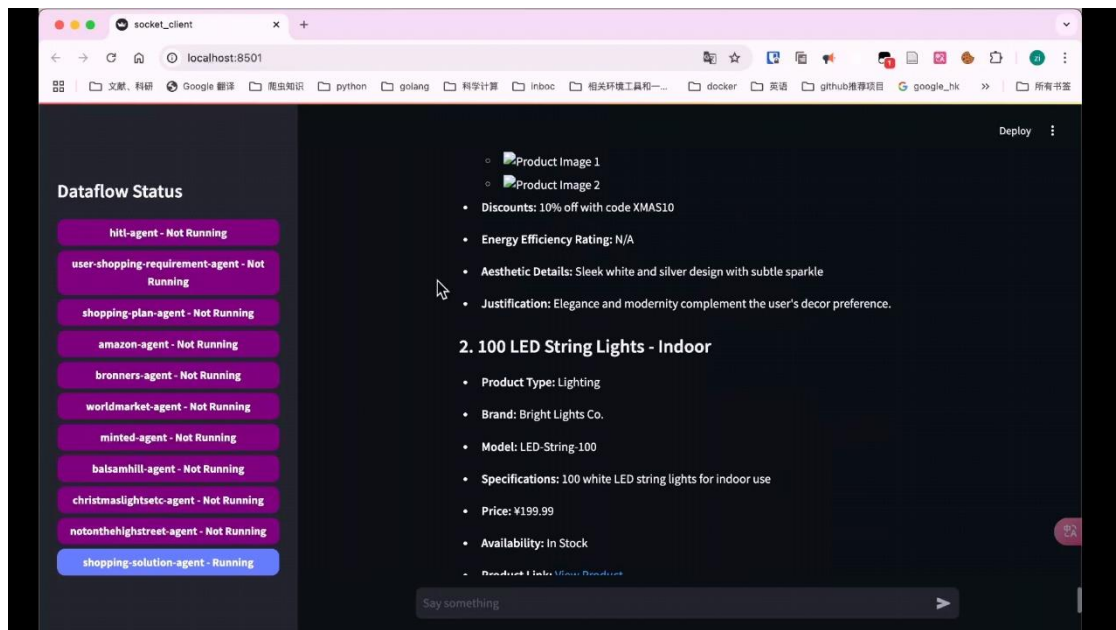 socket_client
localhost:8501
文献、科研
Google 翻译
爬虫知识
python
golang
科学计算
inboc
相关环境工具和一...
docker
英语
github推荐项目
google_hk
所有书签
Deploy
Dataflow Status
hitl-agent - Not Running
user-shopping-requirement-agent - Not
Running
shopping-plan-agent - Not Running
amazon-agent - Not Running
bronners-agent - Not Running
worldmarket-agent - Not Running
minted-agent - Not Running
balsamhill-agent - Not Running
christmaslightsetc-agent - Not Running
notonthehighstreet-agent - Not Running
shopping-solution-agent - Running
Product Image 1
Product Image 2
Discounts: 10% off with code XMAS10
Energy Efficiency Rating: N/A
Aesthetic Details: Sleek white and silver design with subtle sparkle
Justification: Elegance and modernity complement the user's decor preference.
2. 100 LED String Lights - Indoor
Product Type: Lighting
Brand: Bright Lights Co.
Model: LED-String-100
Specifications: 100 white LED string lights for indoor use
Price: ¥199.99
Availability: In Stock
Product Link: View Product
Say something